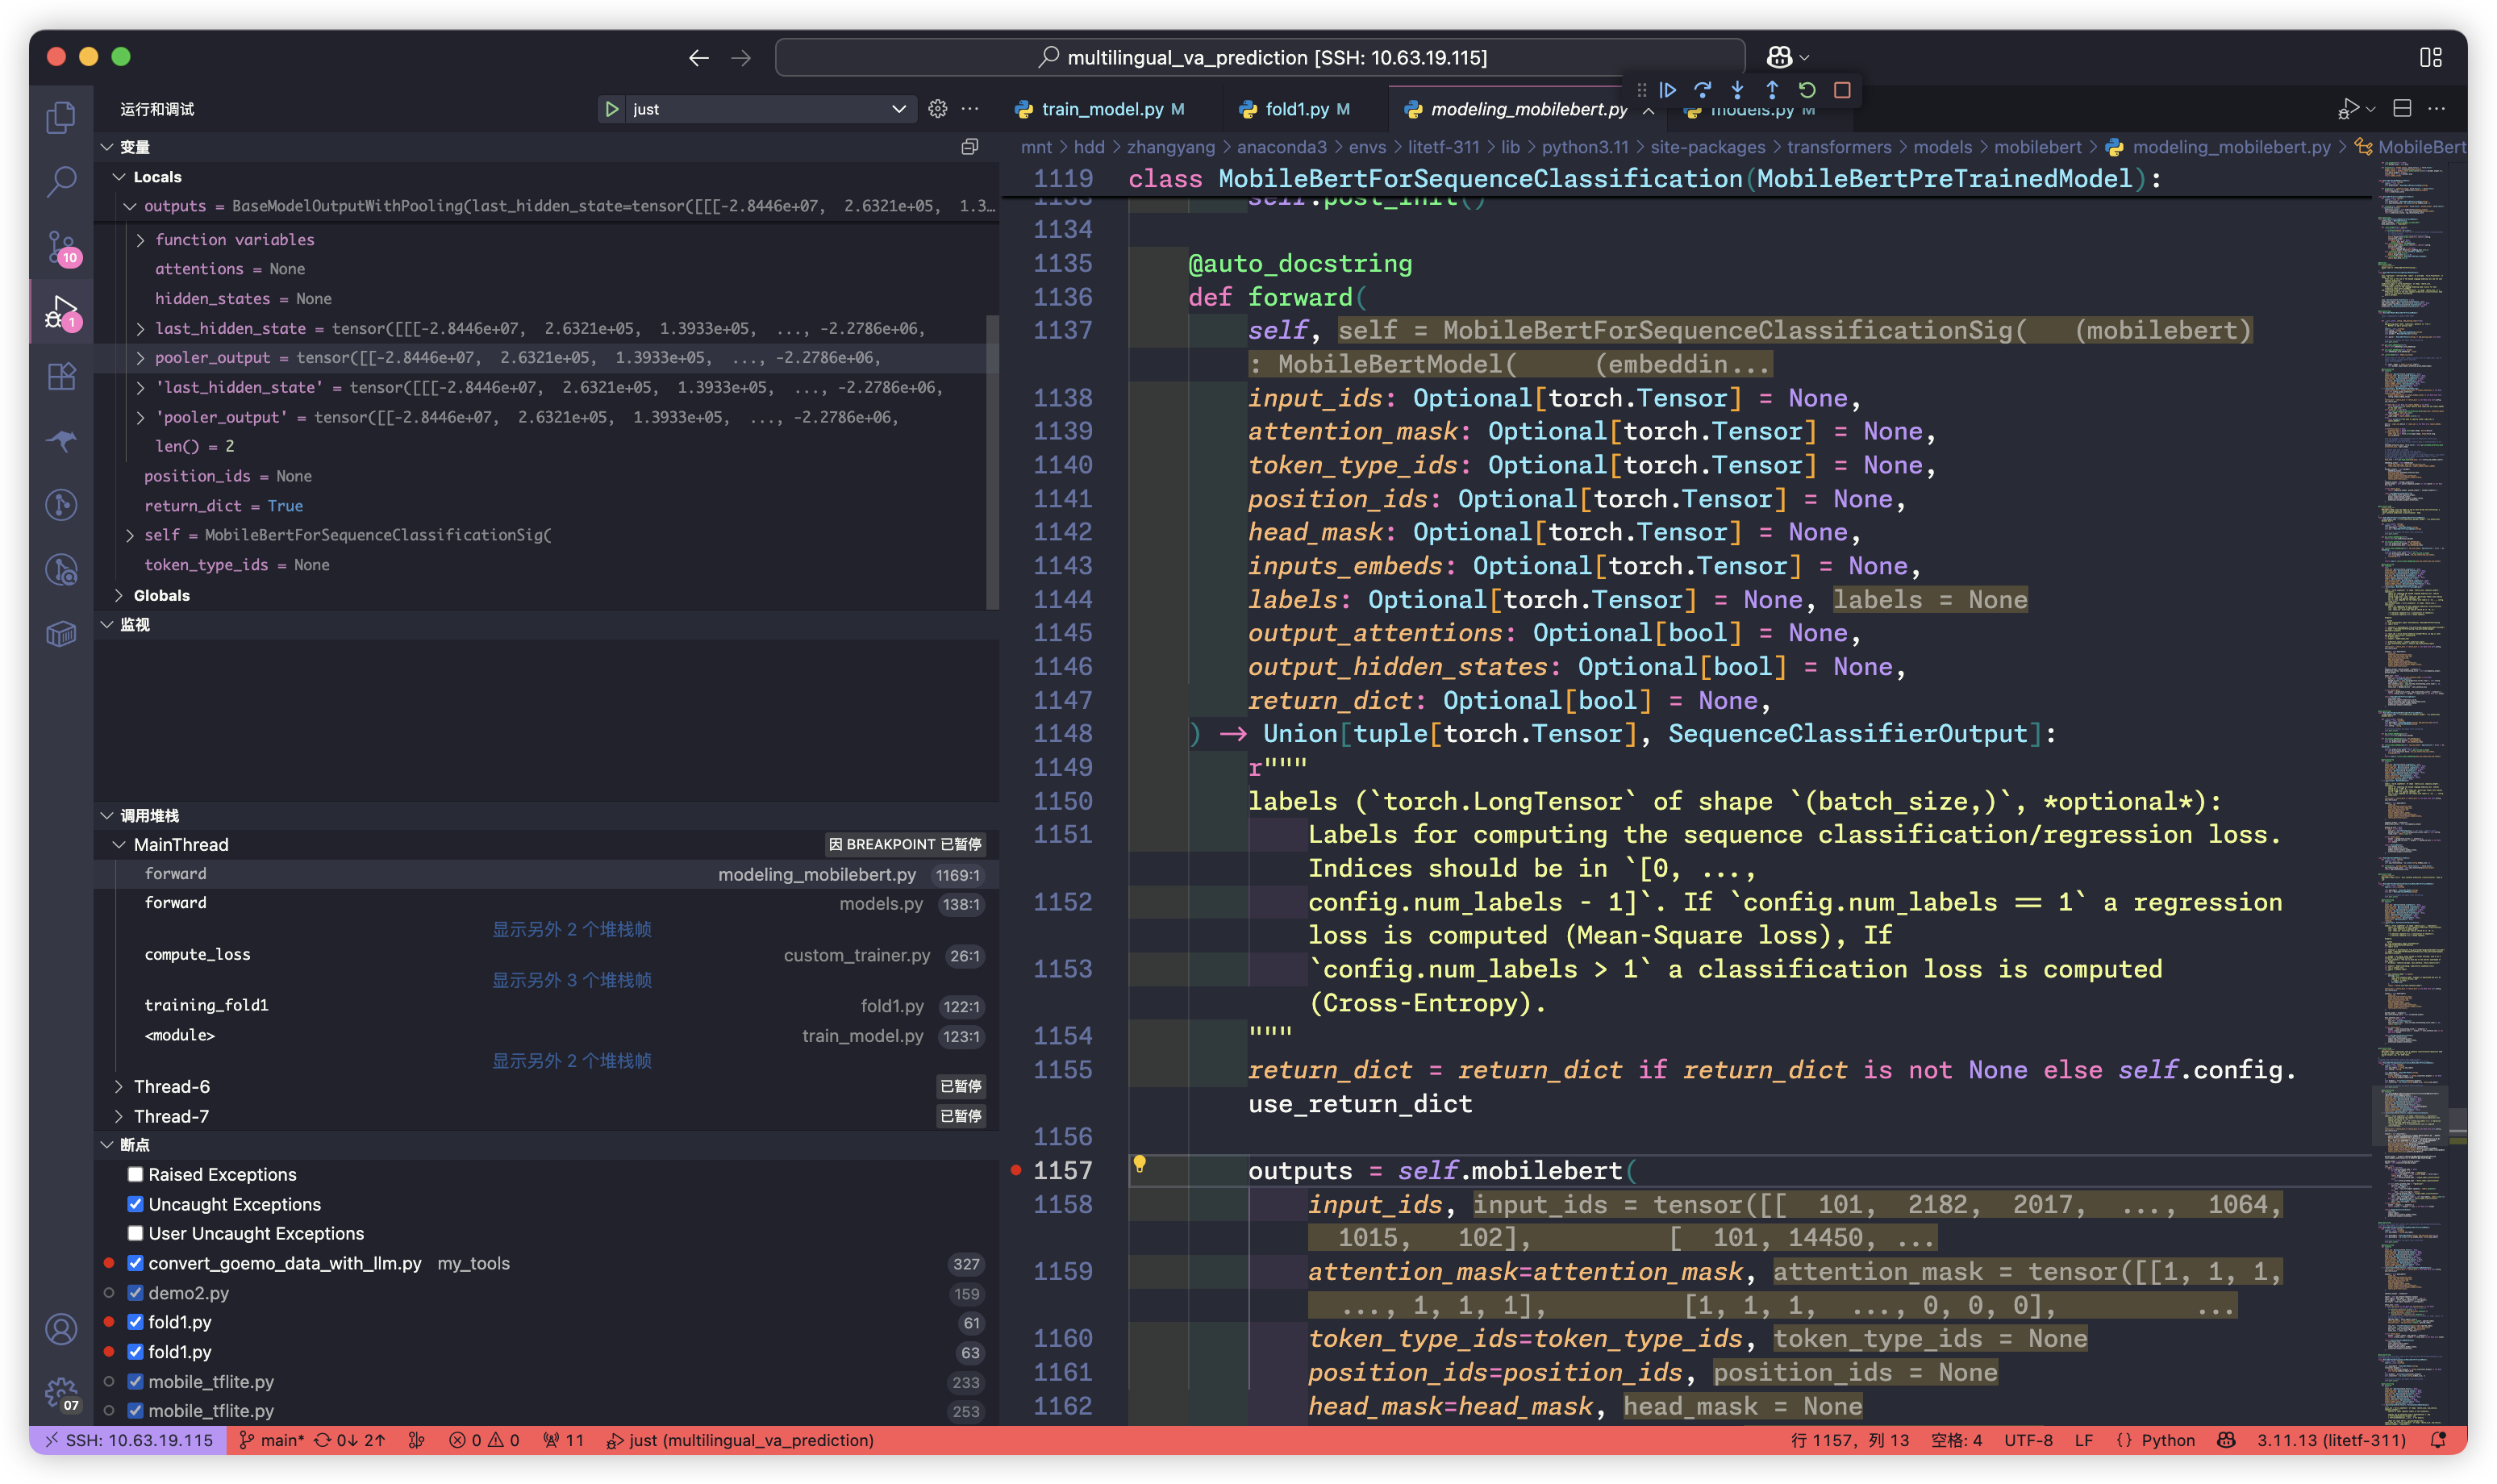 multilingual_va_prediction [SSH: 10.63.19.115]
运行和调试
just
train_model.py M
fold1.py M
modeling_mobilebert.py
models.py M
变量
Locals
outputs = BaseModelOutputWithPooling(last_hidden_state=tensor([[[-2.8446e+07, 2.6321e+05, 1.3…
function variables
attentions = None
hidden_states = None
last_hidden_state = tensor([[[-2.8446e+07, 2.6321e+05, 1.3933e+05, ..., -2.2786e+06,
pooler_output = tensor([[-2.8446e+07, 2.6321e+05, 1.3933e+05, ..., -2.2786e+06,
'last_hidden_state' = tensor([[[-2.8446e+07, 2.6321e+05, 1.3933e+05, ..., -2.2786e+06,
'pooler_output' = tensor([[-2.8446e+07, 2.6321e+05, 1.3933e+05, ..., -2.2786e+06,
len() = 2
position_ids = None
return_dict = True
self = MobileBertForSequenceClassificationSig(
token_type_ids = None
Globals
监视
调用堆栈
MainThread 因 BREAKPOINT 已暂停
forward modeling_mobilebert.py 1169:1
forward models.py 138:1
显示另外 2 个堆栈帧
compute_loss custom_trainer.py 26:1
显示另外 3 个堆栈帧
training_fold1 fold1.py 122:1
<module> train_model.py 123:1
显示另外 2 个堆栈帧
Thread-6 已暂停
Thread-7 已暂停
断点
Raised Exceptions
Uncaught Exceptions
User Uncaught Exceptions
convert_goemo_data_with_llm.py my_tools 327
demo2.py 159
fold1.py 61
fold1.py 63
mobile_tflite.py 233
mobile_tflite.py 253
10
1
07
mnt > hdd > zhangyang > anaconda3 > envs > litetf-311 > lib > python3.11 > site-packages > transformers > models > mobilebert > modeling_mobilebert.py > MobileBert
1119 class MobileBertForSequenceClassification(MobileBertPreTrainedModel):
1133 self.post_init()
1134
1135 @auto_docstring
1136 def forward(
1137 self, self = MobileBertForSequenceClassificationSig( (mobilebert)
: MobileBertModel( (embeddin...
1138 input_ids: Optional[torch.Tensor] = None,
1139 attention_mask: Optional[torch.Tensor] = None,
1140 token_type_ids: Optional[torch.Tensor] = None,
1141 position_ids: Optional[torch.Tensor] = None,
1142 head_mask: Optional[torch.Tensor] = None,
1143 inputs_embeds: Optional[torch.Tensor] = None,
1144 labels: Optional[torch.Tensor] = None, labels = None
1145 output_attentions: Optional[bool] = None,
1146 output_hidden_states: Optional[bool] = None,
1147 return_dict: Optional[bool] = None,
1148 ) -> Union[tuple[torch.Tensor], SequenceClassifierOutput]:
1149 r"""
1150 labels (`torch.LongTensor` of shape `(batch_size,)`, *optional*):
1151 Labels for computing the sequence classification/regression loss.
Indices should be in `[0, ...,
1152 config.num_labels - 1]`. If `config.num_labels == 1` a regression
loss is computed (Mean-Square loss), If
1153 `config.num_labels > 1` a classification loss is computed
(Cross-Entropy).
1154 """
1155 return_dict = return_dict if return_dict is not None else self.config.
use_return_dict
1156
1157 outputs = self.mobilebert(
1158 input_ids, input_ids = tensor([[ 101, 2182, 2017, ..., 1064,
1015, 102], [ 101, 14450, ...
1159 attention_mask=attention_mask, attention_mask = tensor([[1, 1, 1,
..., 1, 1, 1], [1, 1, 1, ..., 0, 0, 0], ...
1160 token_type_ids=token_type_ids, token_type_ids = None
1161 position_ids=position_ids, position_ids = None
1162 head_mask=head_mask, head_mask = None
SSH: 10.63.19.115 main* 0↓ 2↑ 0 0 11 just (multilingual_va_prediction) 行 1157, 列 13 空格: 4 UTF-8 LF {} Python 3.11.13 (litetf-311)